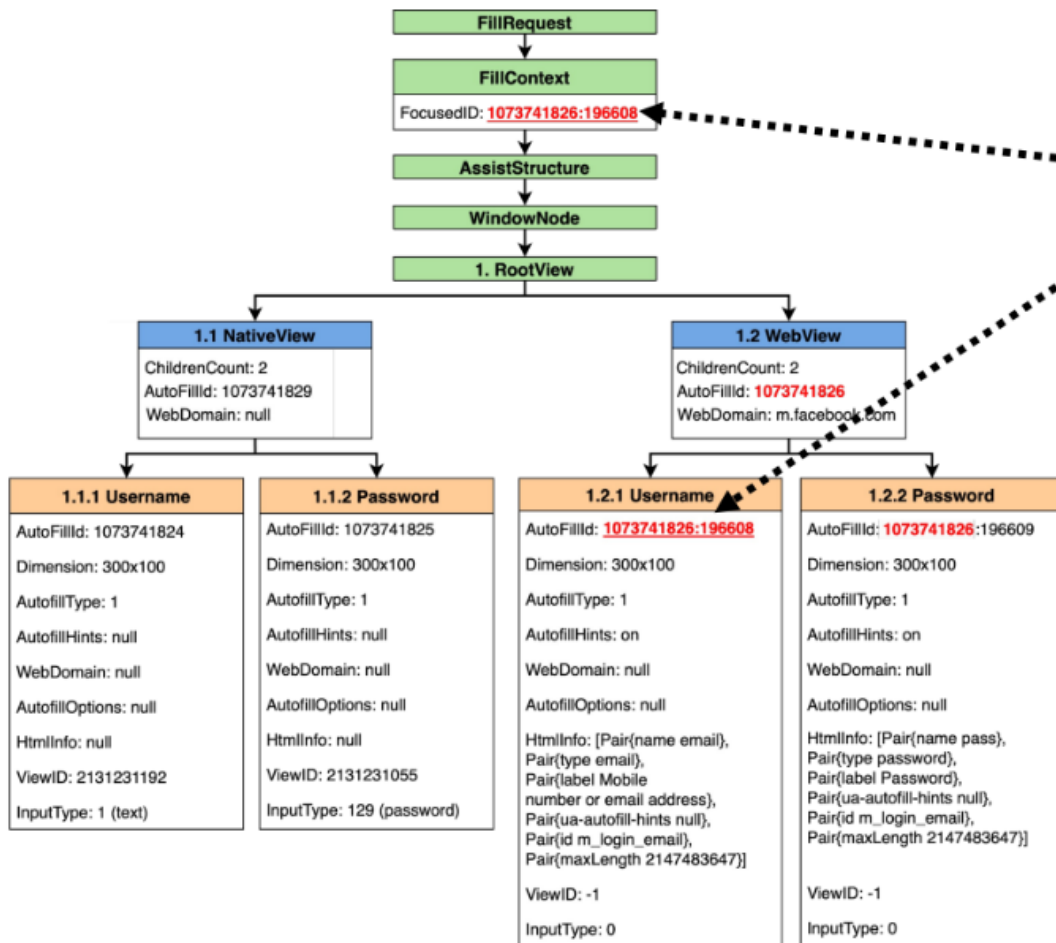 FillRequest
FillContext
FocusedID: 1073741826:196608
AssistStructure
WindowNode
1. RootView
1.1 NativeView
ChildrenCount: 2
AutoFillId: 1073741829
WebDomain: null
1.2 WebView
ChildrenCount: 2
AutoFillId: 1073741826
WebDomain: m.facebook.com
1.1.1 Username
AutoFillId: 1073741824
Dimension: 300x100
AutofillType: 1
AutofillHints: null
WebDomain: null
AutofillOptions: null
HtmlInfo: null
ViewID: 2131231192
InputType: 1 (text)
1.1.2 Password
AutoFillId: 1073741825
Dimension: 300x100
AutofillType: 1
AutofillHints: null
WebDomain: null
AutofillOptions: null
HtmlInfo: null
ViewID: 2131231055
InputType: 129 (password)
1.2.1 Username
AutoFillId: 1073741826:196608
Dimension: 300x100
AutofillType: 1
AutofillHints: on
WebDomain: null
AutofillOptions: null
HtmlInfo: [Pair{name email},
Pair{type email},
Pair{label Mobile
number or email address},
Pair{ua-autofill-hints null},
Pair{id m_login_email},
Pair{maxLength 2147483647}]
ViewID: -1
InputType: 0
1.2.2 Password
AutoFillId: 1073741826:196609
Dimension: 300x100
AutofillType: 1
AutofillHints: on
WebDomain: null
AutofillOptions: null
HtmlInfo: [Pair{name pass},
Pair{type password},
Pair{label Password},
Pair{ua-autofill-hints null},
Pair{id m_login_email},
Pair{maxLength 2147483647}]
ViewID: -1
InputType: 0